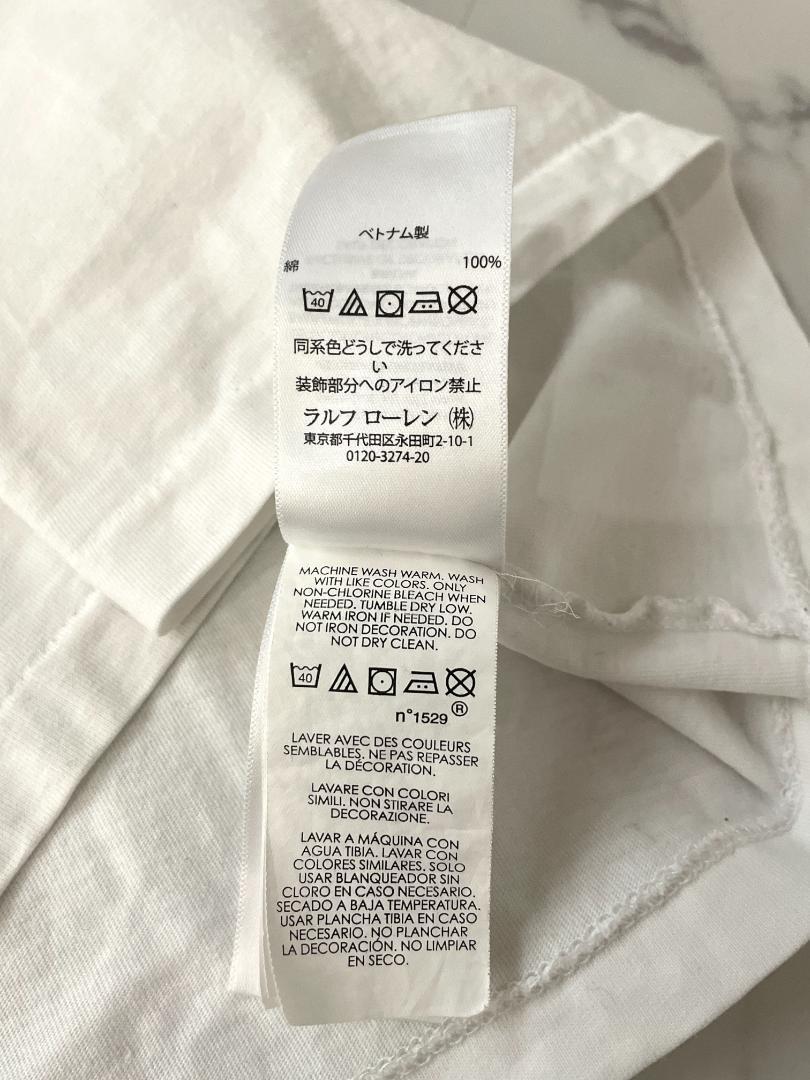 ベトナム製
綿 100%
40
同系色どうしで洗ってくださ
い
装飾部分へのアイロン禁止
ラルフ ローレン (株)
東京都千代田区永田町2-10-1
0120-3274-20
MACHINE WASH WARM. WASH
WITH LIKE COLORS. ONLY
NON-CHLORINE BLEACH WHEN
NEEDED. TUMBLE DRY LOW.
WARM IRON IF NEEDED. DO
NOT IRON DECORATION. DO
NOT DRY CLEAN.
40
n°1529®
LAVER AVEC DES COULEURS
SEMBLABLES. NE PAS REPASSER
LA DÉCORATION.
LAVARE CON COLORI
SIMILI. NON STIRARE LA
DECORAZIONE.
LAVAR A MÁQUINA CON
AGUA TIBIA. LAVAR CON
COLORES SIMILARES. SOLO
USAR BLANQUEADOR SIN
CLORO EN CASO NECESARIO.
SECADO A BAJA TEMPERATURA.
USAR PLANCHA TIBIA EN CASO
NECESARIO. NO PLANCHAR
LA DECORACIÓN. NO LIMPIAR
EN SECO.